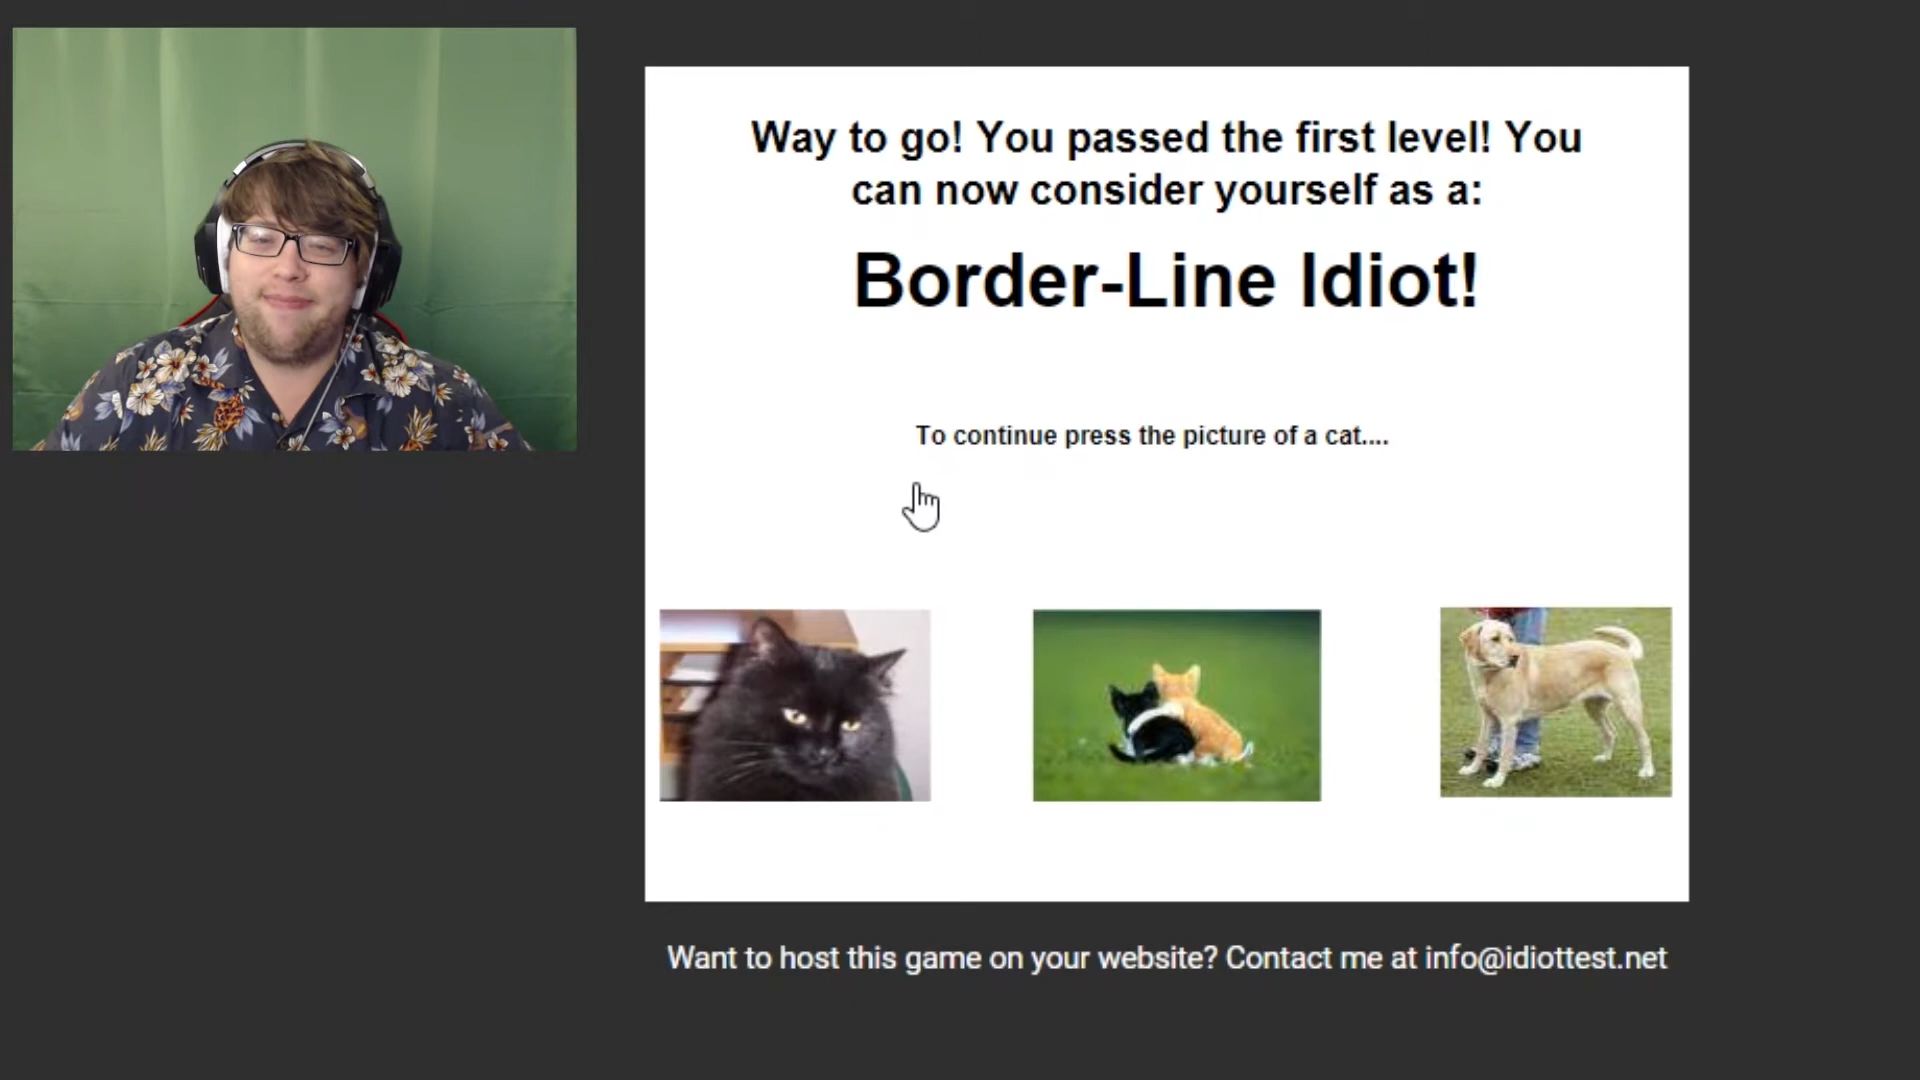 Way to go! You passed the first level! You
can now consider yourself as a:
Border-Line Idiot!
To continue press the picture of a cat....
Want to host this game on your website? Contact me at info@idiottest.net